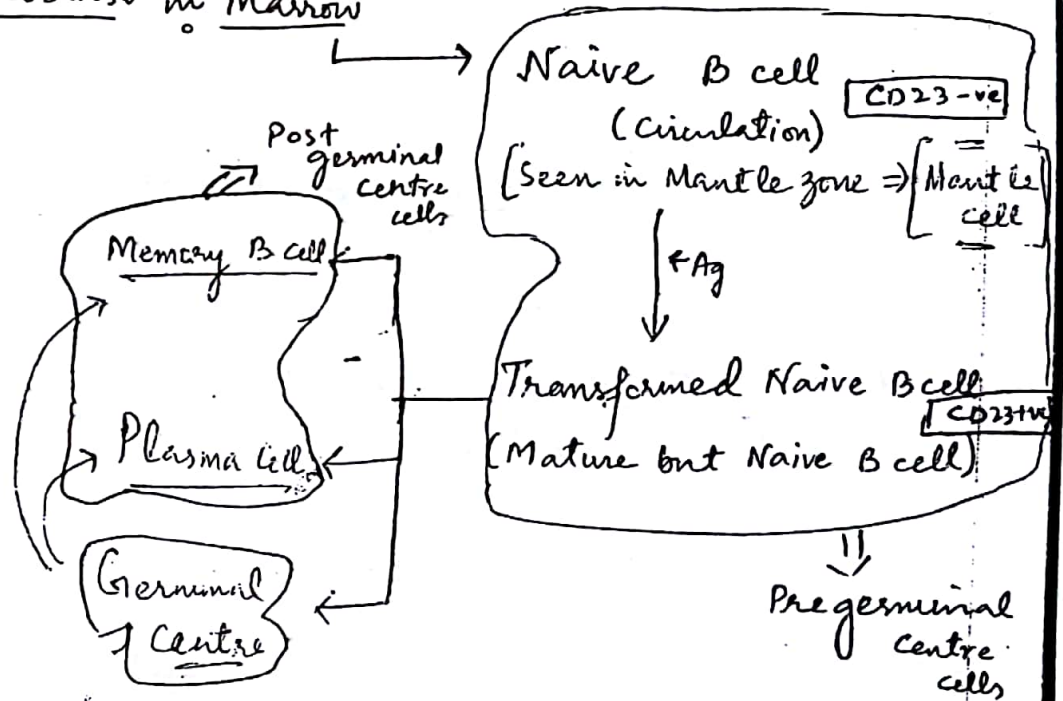 in Marrow
Naive B cell
CD23-ve
(Circulation)
[Seen in Mantle zone ⇒ [Mantle
cell]
Post
germinal
centre
cells
Memory B cell
← Ag
Transformed Naive B cell
CD23+ve
(Mature but Naive B cell)
Plasma Cell
Germinal
Centre
Pregerminal
Centre
cells